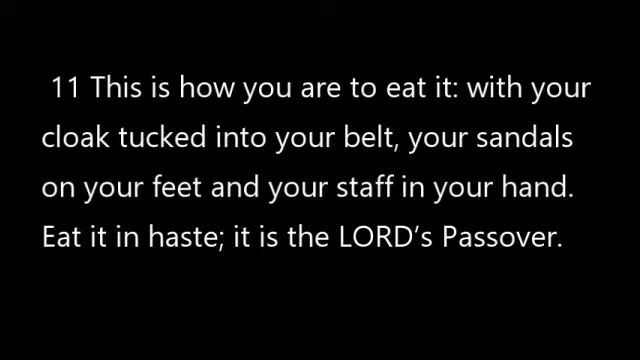 11 This is how you are to eat it: with your
cloak tucked into your belt, your sandals
on your feet and your staff in your hand.
Eat it in haste; it is the LORD’s Passover.